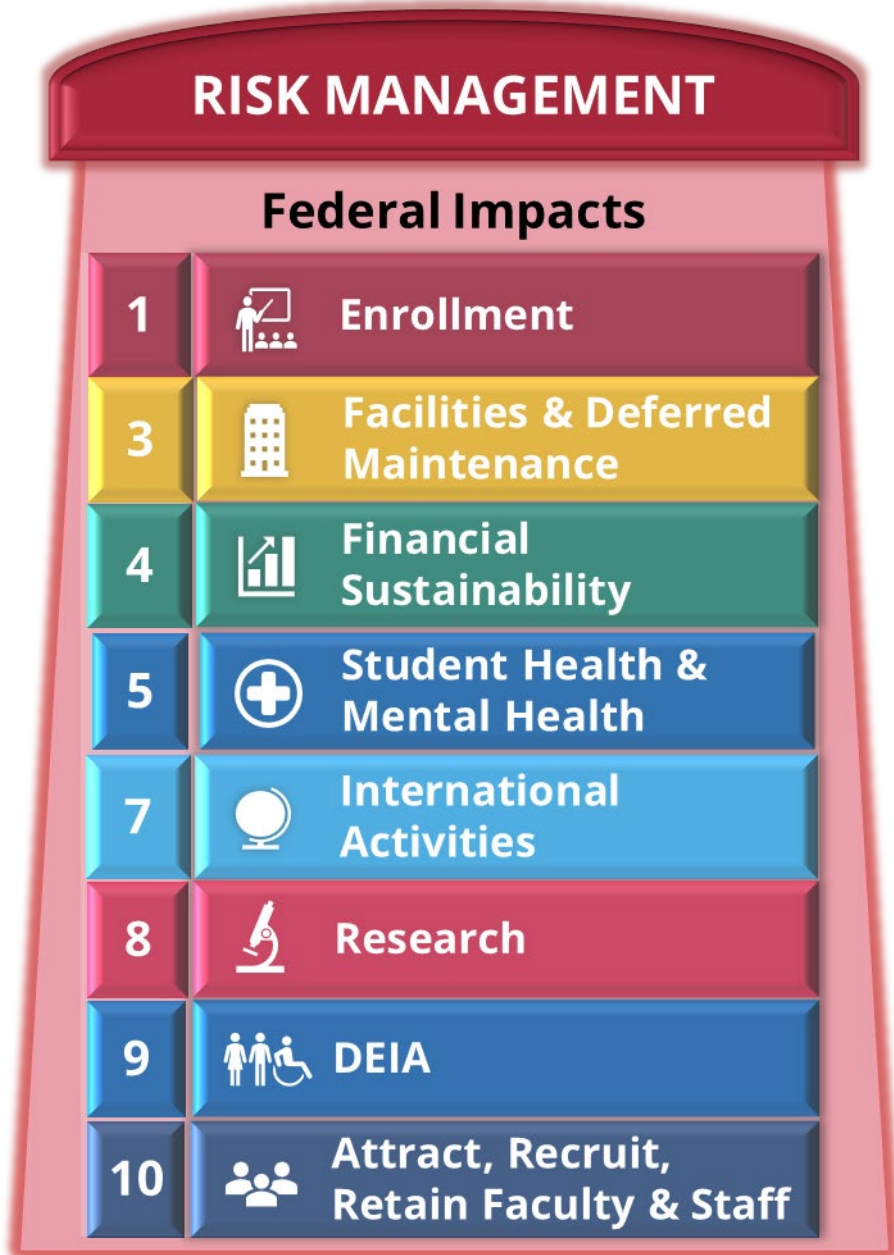 RISK MANAGEMENT
Federal Impacts
1 Enrollment
3 Facilities & Deferred
Maintenance
4 Financial
Sustainability
5 Student Health &
Mental Health
7 International
Activities
8 Research
9 DEIA
10 Attract, Recruit,
Retain Faculty & Staff